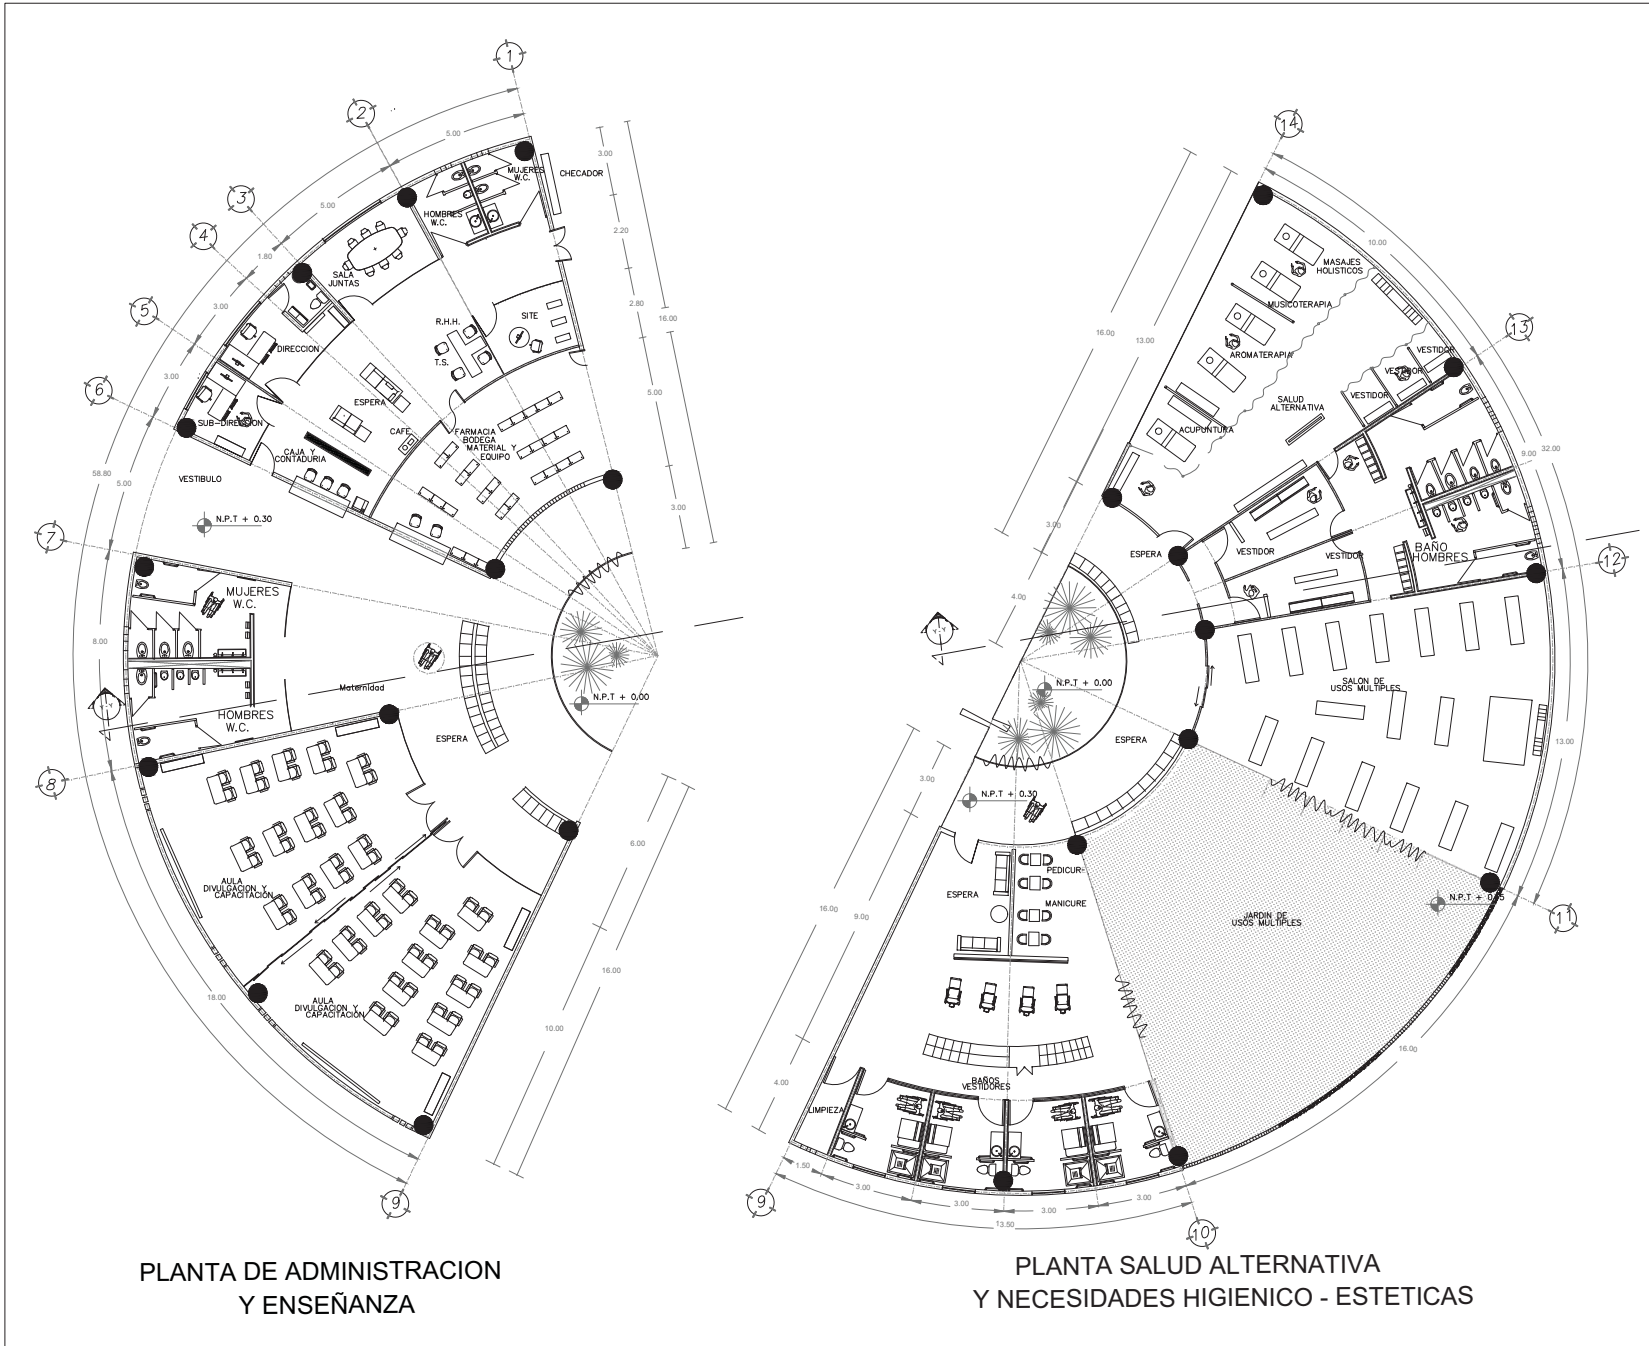 1
2
3
4
5
6
7
8
9
5.00
5.00
1.80
3.00
3.00
5.00
58.80
8.00
18.00
3.00
2.20
2.80
16.00
5.00
3.00
6.00
16.00
10.00
MUJERES
W.C.
CHECADOR
HOMBRES
W.C.
SALA
JUNTAS
R.H.H.
T.S.
SITE
DIRECCION
ESPERA
CAFE
SUB-DIRECCION
CAJA Y
CONTADURIA
FARMACIA
BODEGA
MATERIAL Y
EQUIPO
VESTIBULO
N.P.T + 0.30
MUJERES
W.C.
Maternidad
HOMBRES
W.C.
ESPERA
N.P.T + 0.00
Y-Y'
AULA
DIVULGACION Y
CAPACITACIÓN
AULA
DIVULGACION Y
CAPACITACIÓN
PLANTA DE ADMINISTRACION
Y ENSEÑANZA
14
13
12
11
10
9
10.00
16.00
13.00
3.00
4.00
9.00
32.00
13.00
16.00
3.00
9.00
16.00
4.00
1.50
3.00
3.00
3.00
3.00
13.50
MASAJES
HOLISTICOS
MUSICOTERAPIA
AROMATERAPIA
ACUPUNTURA
SALUD
ALTERNATIVA
VESTIDOR
VESTIDOR
VESTIDOR
VESTIDOR
VESTIDOR
BAÑO
HOMBRES
ESPERA
SALON DE
USOS MULTIPLES
N.P.T + 0.00
ESPERA
Y-Y'
N.P.T + 0.30
JARDIN DE
USOS MULTIPLES
PEDICUR
MANICURE
ESPERA
BAÑOS
VESTIDORES
LIMPIEZA
PLANTA SALUD ALTERNATIVA
Y NECESIDADES HIGIENICO - ESTETICAS